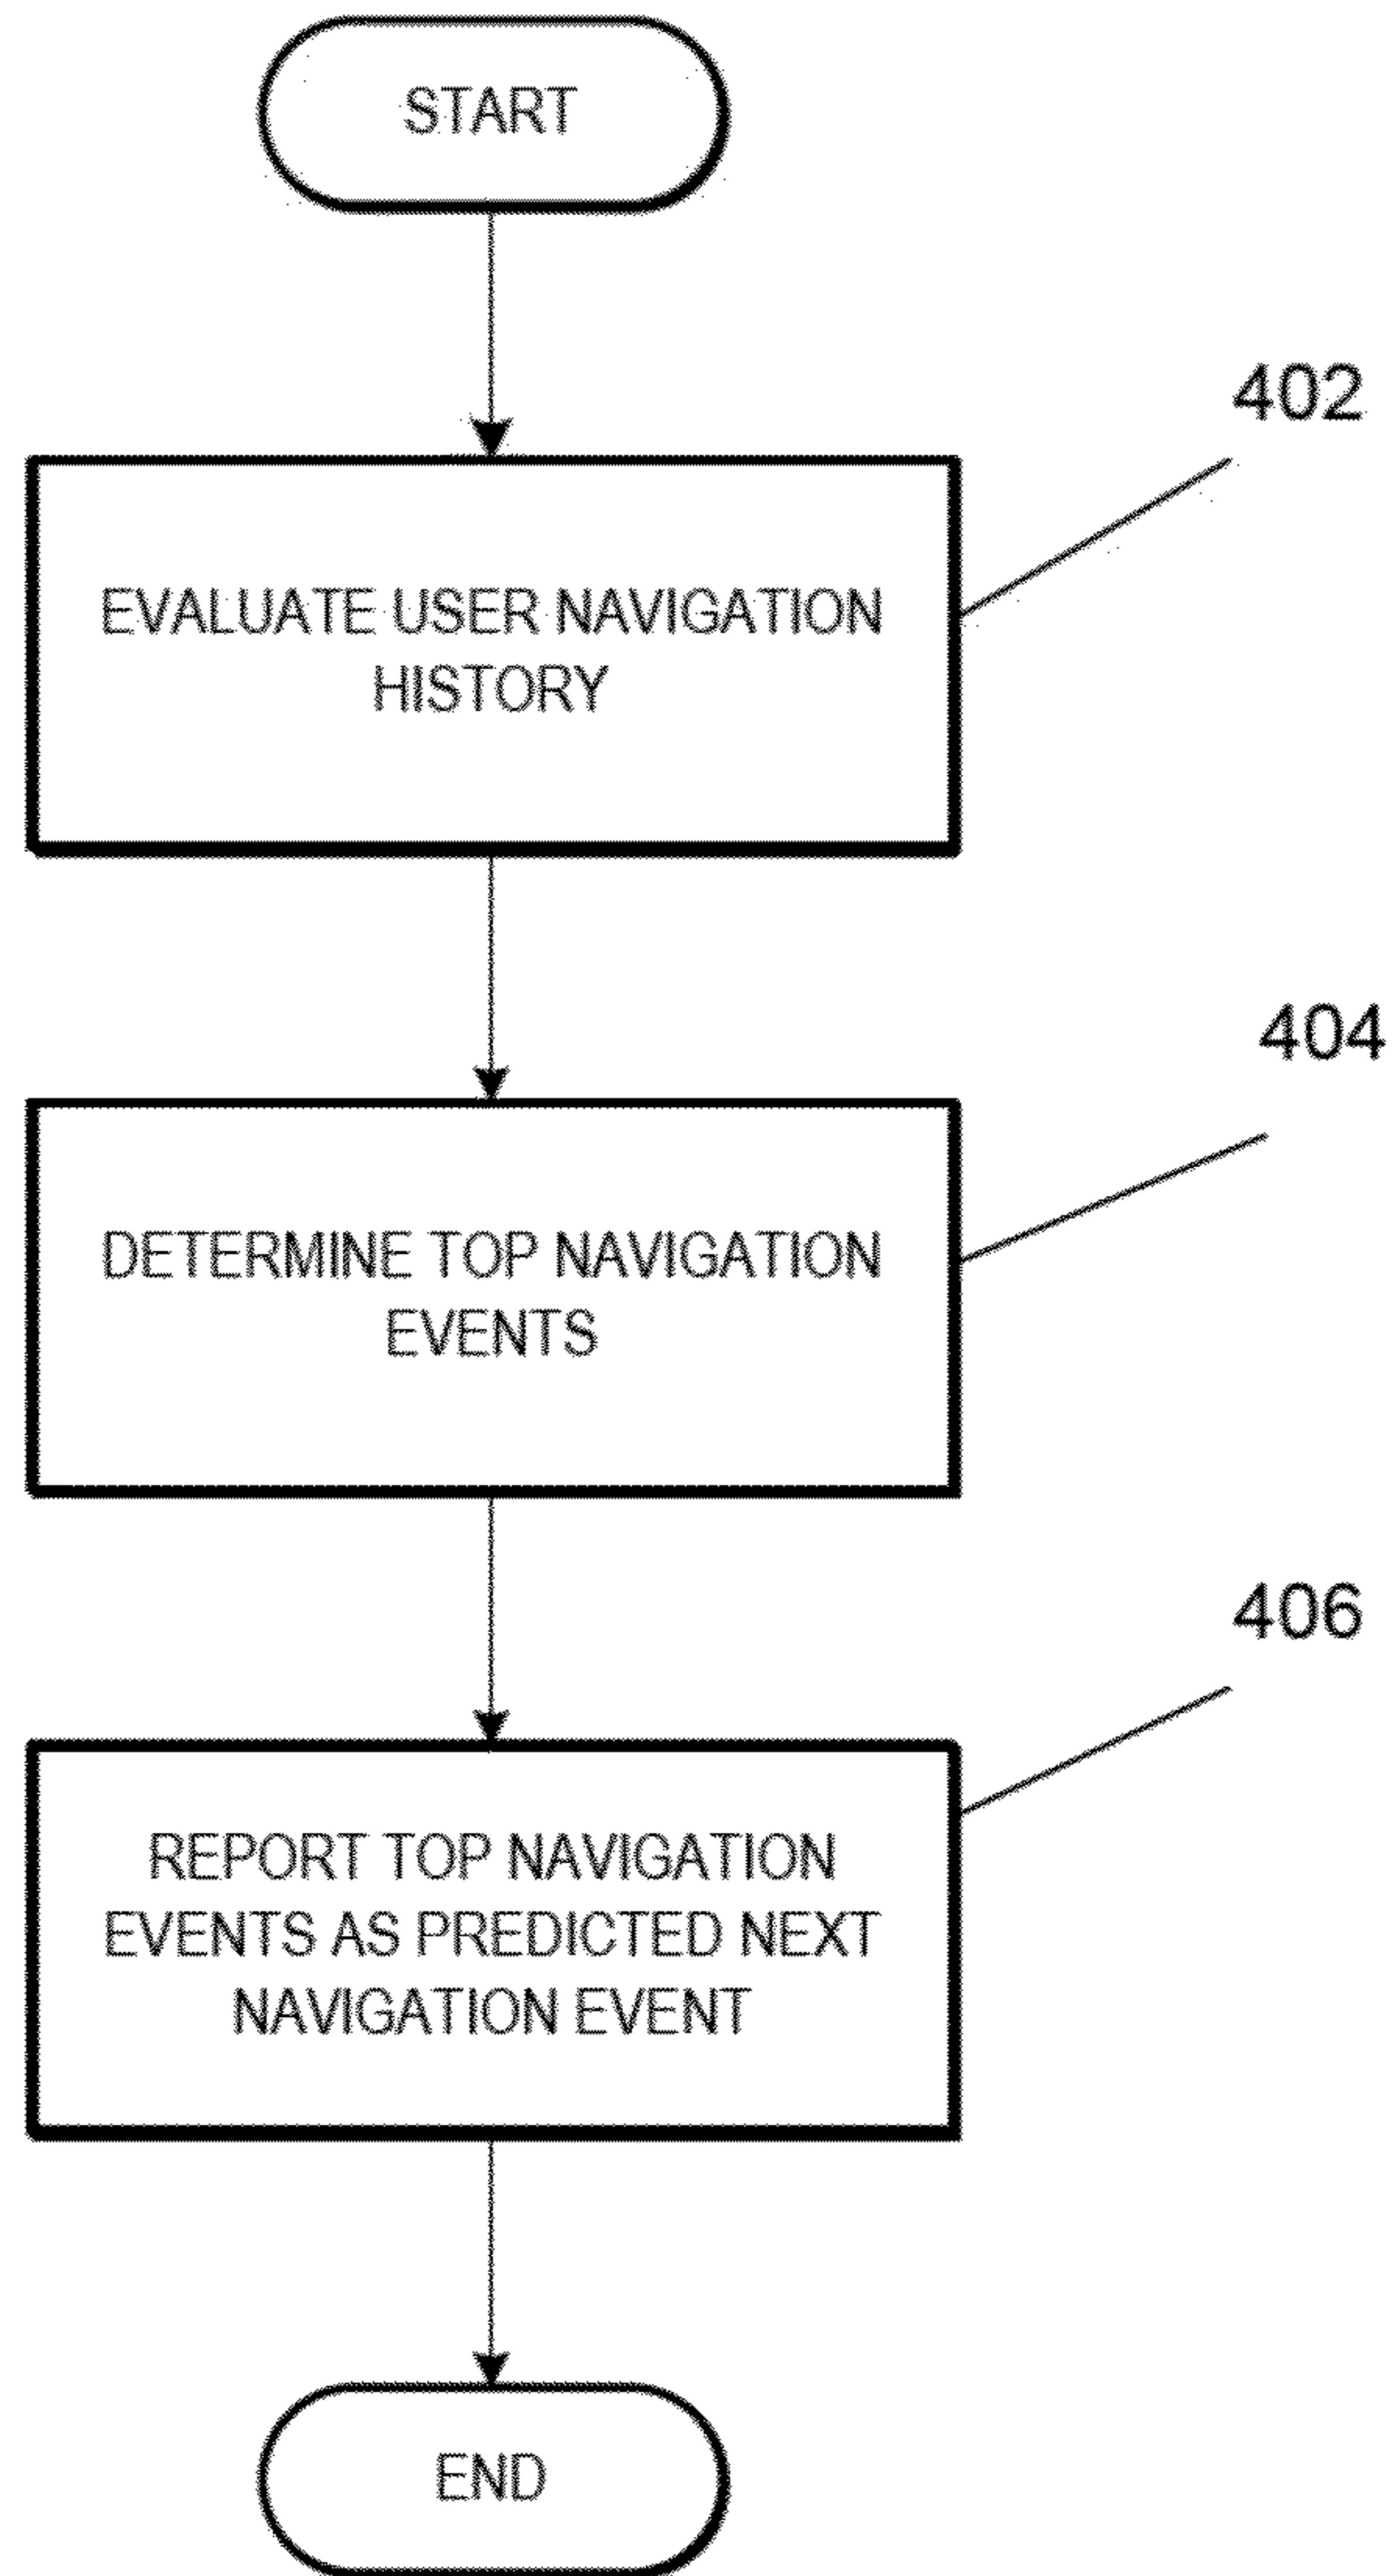 START
402
EVALUATE USER NAVIGATION
HISTORY
404
DETERMINE TOP NAVIGATION
EVENTS
406
REPORT TOP NAVIGATION
EVENTS AS PREDICTED NEXT
NAVIGATION EVENT
END